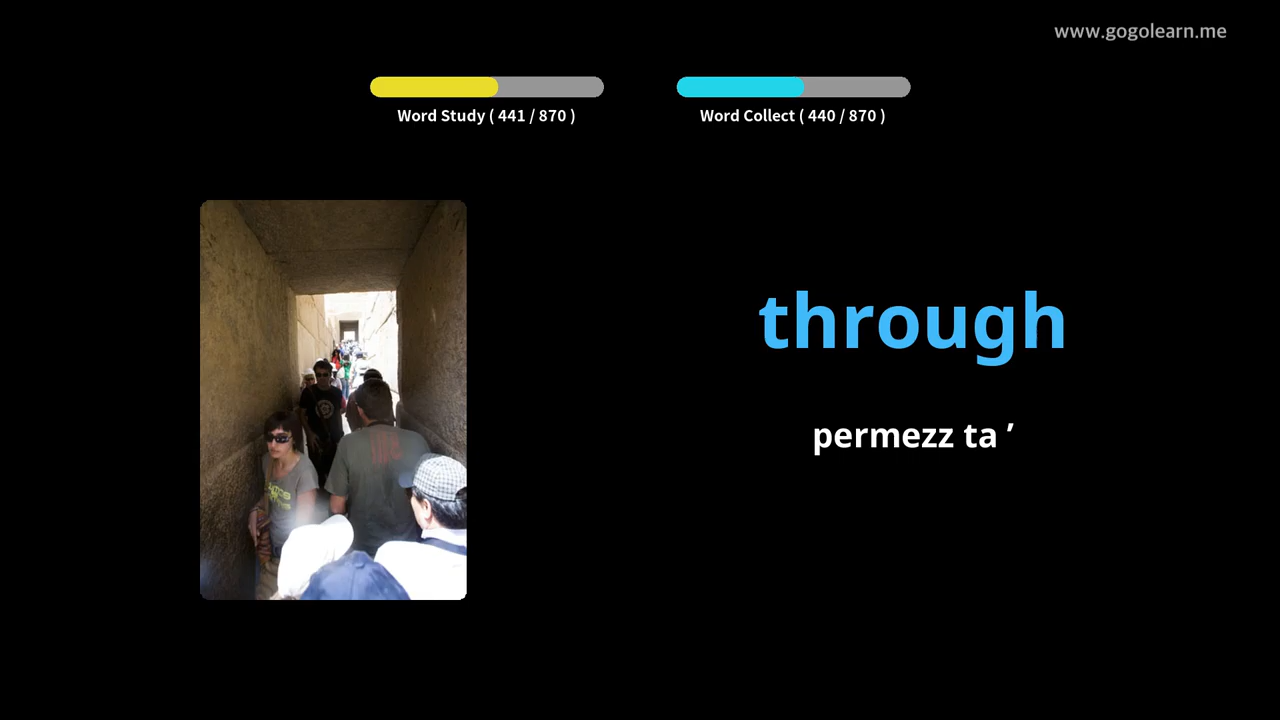 www.gogolearn.me
Word Study ( 441 / 870 )
Word Collect ( 440 / 870 )
through
permezz ta ’